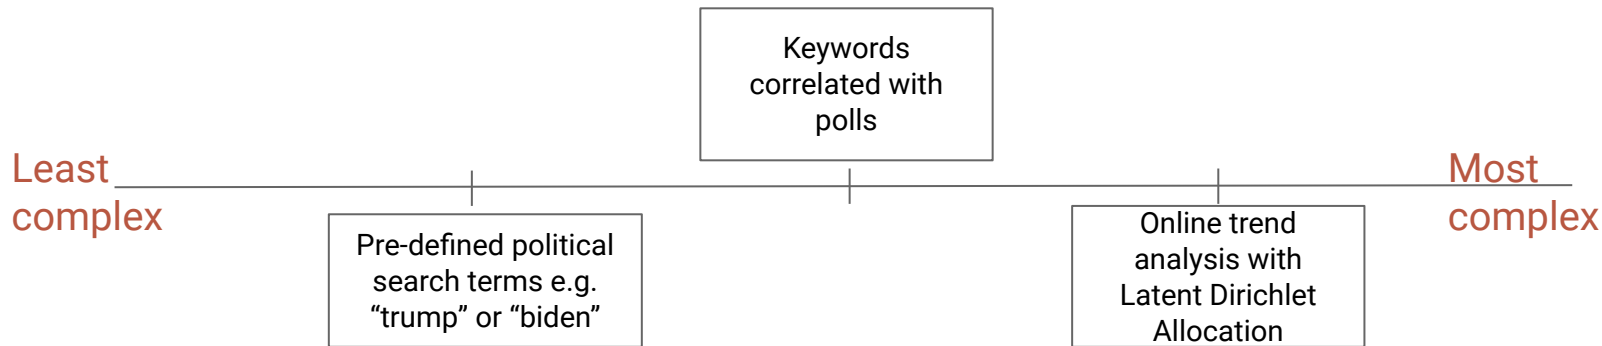 Keywords
correlated with
polls
Least
complex
Most
complex
Pre-defined political
search terms e.g.
“trump” or “biden”
Online trend
analysis with
Latent Dirichlet
Allocation